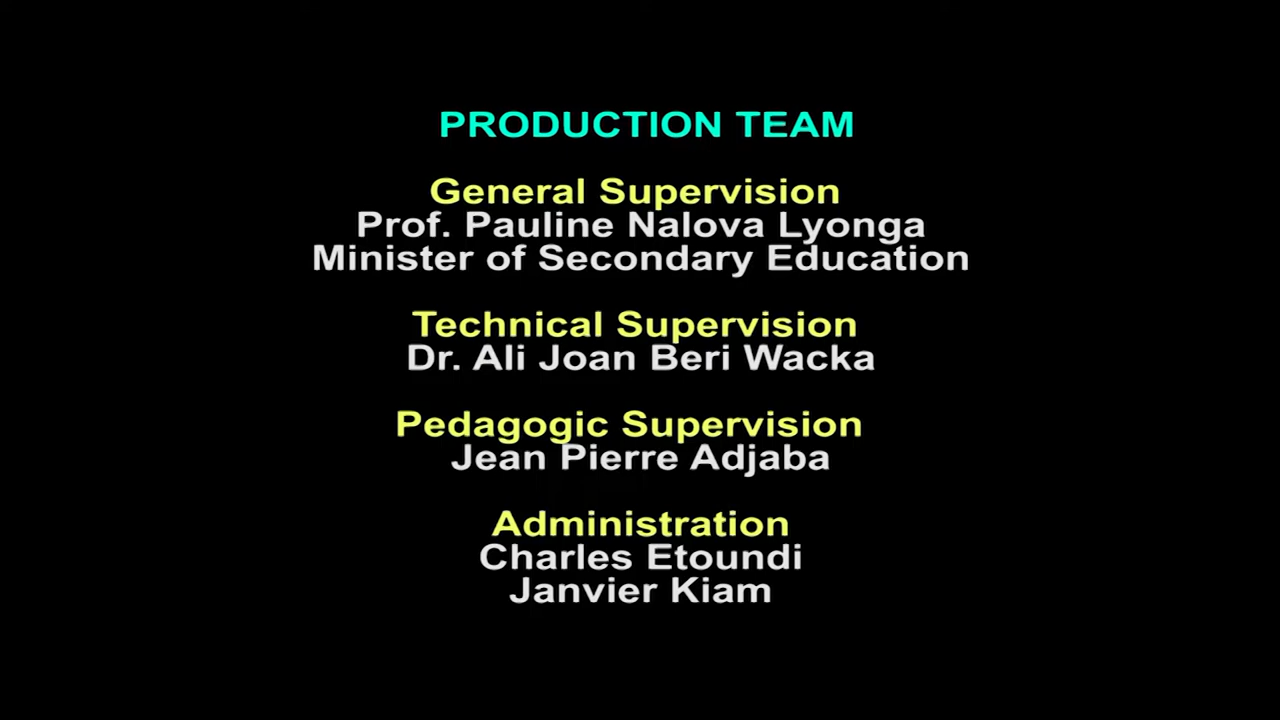 PRODUCTION TEAM
General Supervision
Prof. Pauline Nalova Lyonga
Minister of Secondary Education
Technical Supervision
Dr. Ali Joan Beri Wacka
Pedagogic Supervision
Jean Pierre Adjaba
Administration
Charles Etoundi
Janvier Kiam